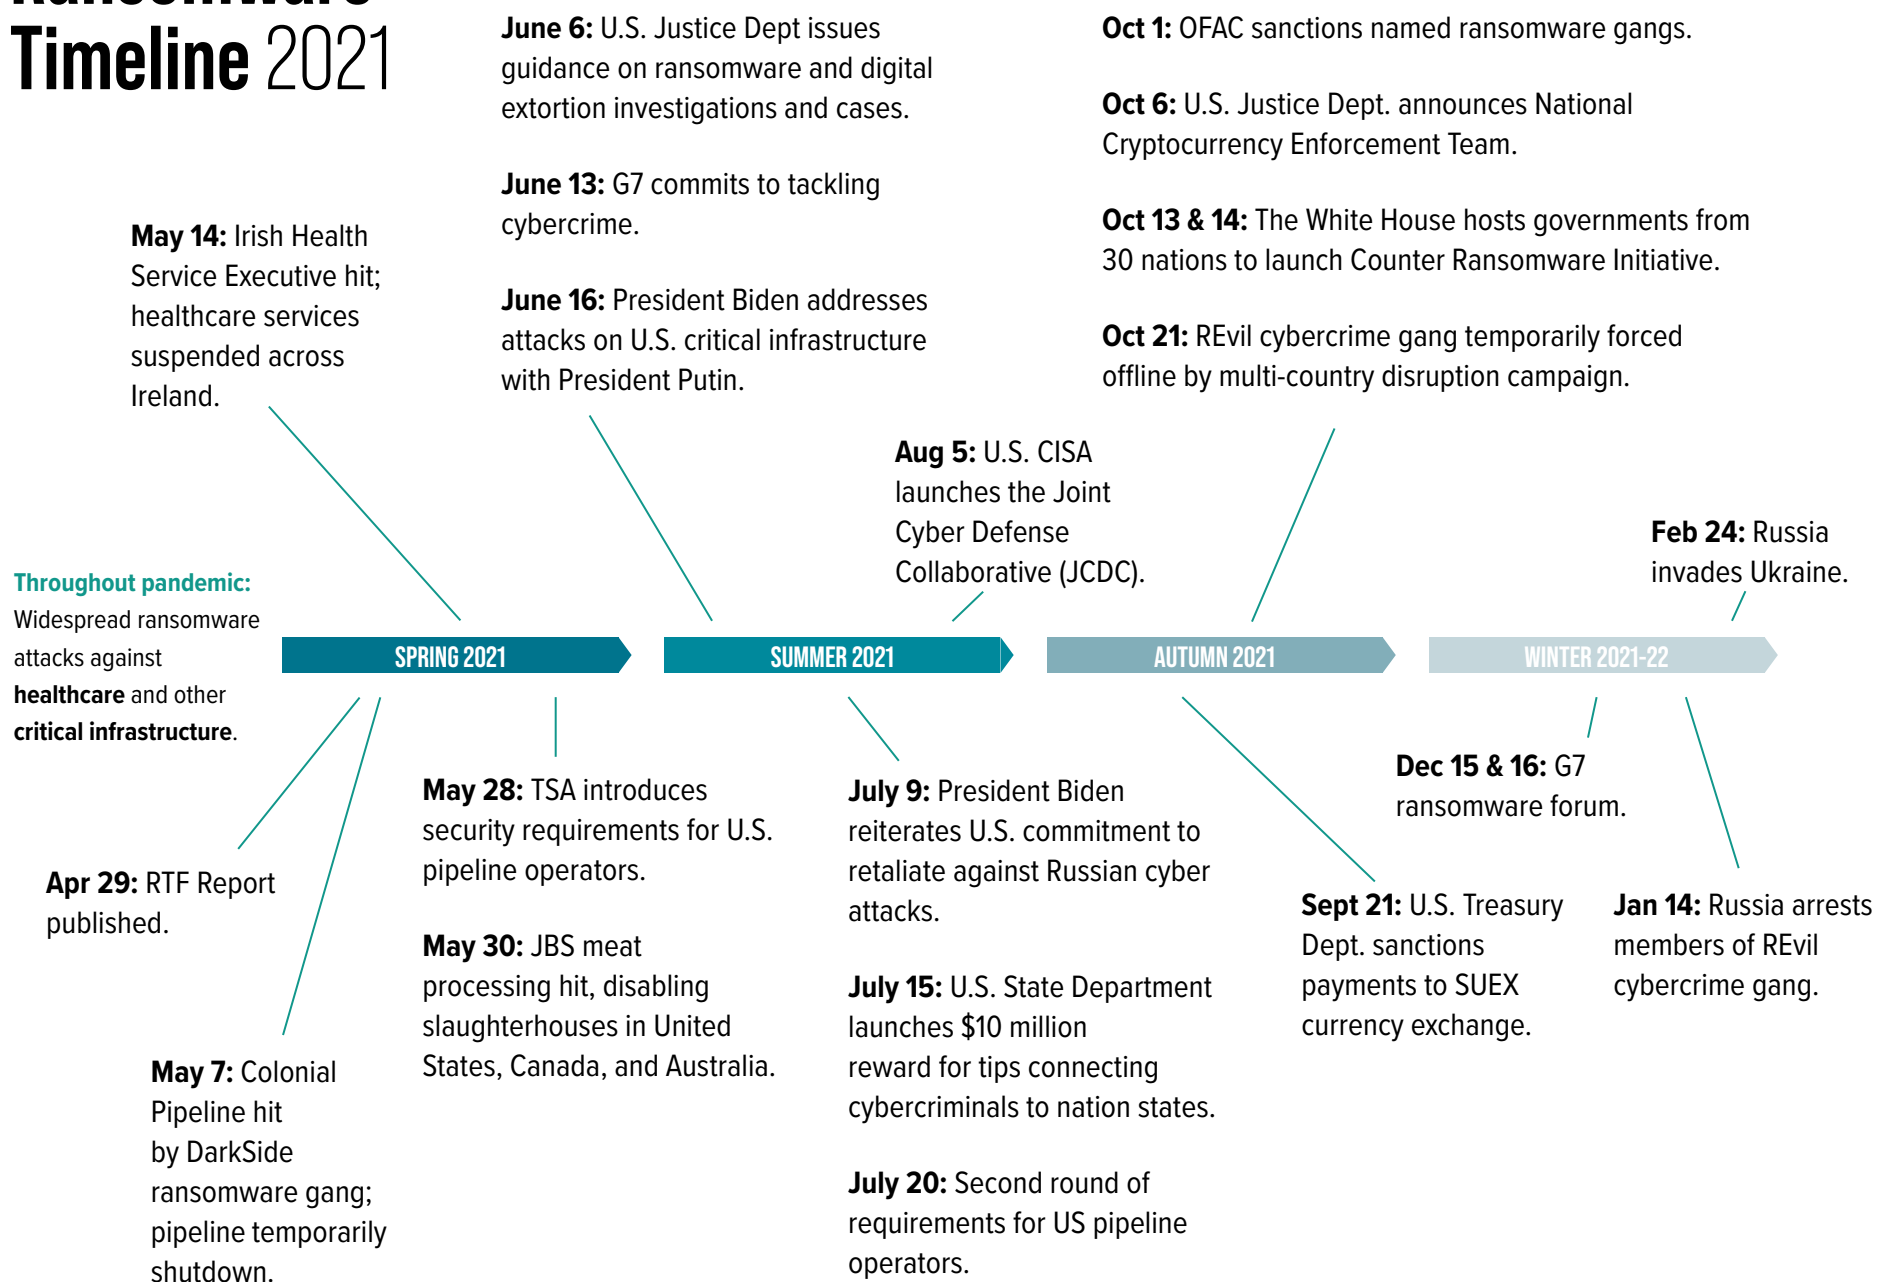 Ransomware
Timeline 2021
May 14: Irish Health
Service Executive hit;
healthcare services
suspended across
Ireland.
June 6: U.S. Justice Dept issues
guidance on ransomware and digital
extortion investigations and cases.
June 13: G7 commits to tackling
cybercrime.
June 16: President Biden addresses
attacks on U.S. critical infrastructure
with President Putin.
Aug 5: U.S. CISA
launches the Joint
Cyber Defense
Collaborative (JCDC).
Oct 1: OFAC sanctions named ransomware gangs.
Oct 6: U.S. Justice Dept. announces National
Cryptocurrency Enforcement Team.
Oct 13 & 14: The White House hosts governments from
30 nations to launch Counter Ransomware Initiative.
Oct 21: REvil cybercrime gang temporarily forced
offline by multi-country disruption campaign.
Feb 24: Russia
invades Ukraine.
Throughout pandemic:
Widespread ransomware
attacks against
healthcare and other
critical infrastructure.
SPRING 2021
SUMMER 2021
AUTUMN 2021
WINTER 2021-22
Apr 29: RTF Report
published.
May 7: Colonial
Pipeline hit
by DarkSide
ransomware gang;
pipeline temporarily
shutdown.
May 28: TSA introduces
security requirements for U.S.
pipeline operators.
May 30: JBS meat
processing hit, disabling
slaughterhouses in United
States, Canada, and Australia.
July 9: President Biden
reiterates U.S. commitment to
retaliate against Russian cyber
attacks.
July 15: U.S. State Department
launches $10 million
reward for tips connecting
cybercriminals to nation states.
July 20: Second round of
requirements for US pipeline
operators.
Sept 21: U.S. Treasury
Dept. sanctions
payments to SUEX
currency exchange.
Dec 15 & 16: G7
ransomware forum.
Jan 14: Russia arrests
members of REvil
cybercrime gang.